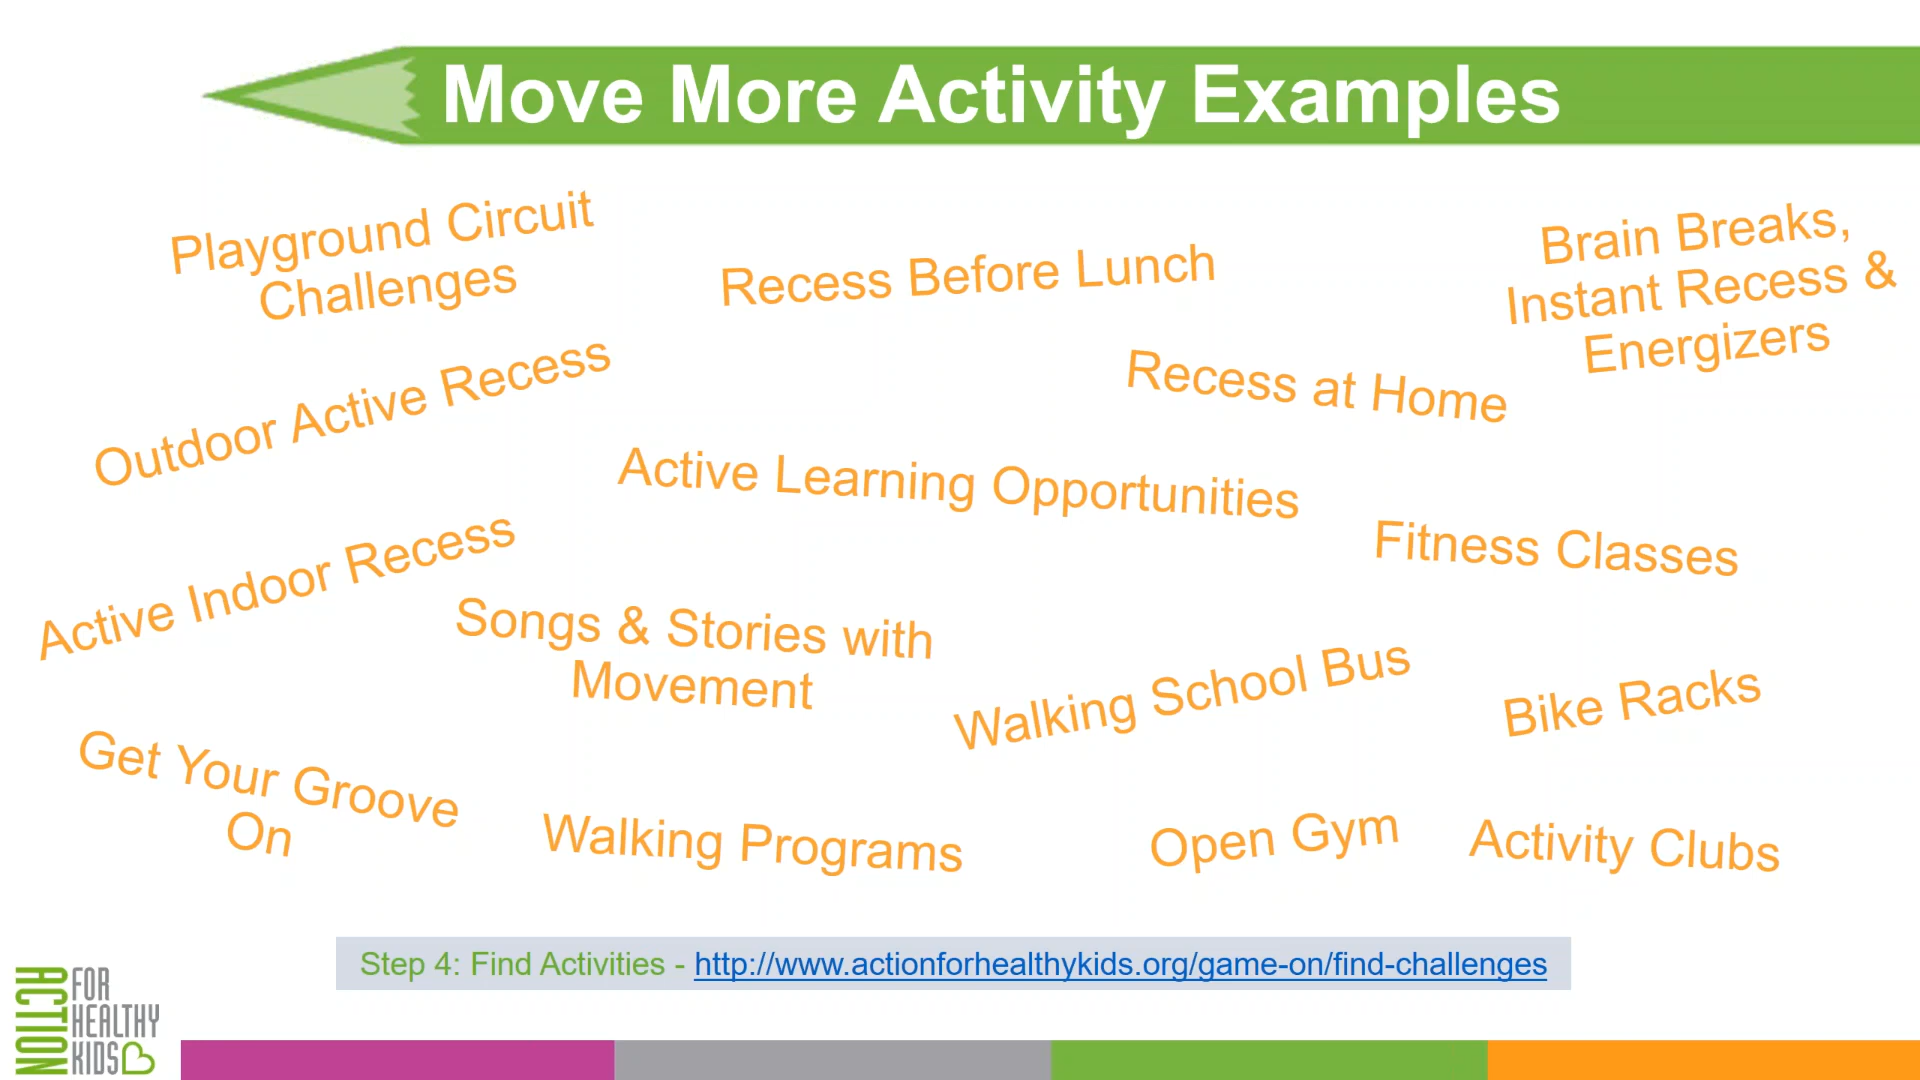 Move More Activity Examples
Playground Circuit
Challenges
Recess Before Lunch
Brain Breaks,
Instant Recess &
Energizers
Outdoor Active Recess
Recess at Home
Active Learning Opportunities
Active Indoor Recess
Fitness Classes
Songs & Stories with
Movement
Walking School Bus
Bike Racks
Get Your Groove
On
Walking Programs
Open Gym
Activity Clubs
Step 4: Find Activities - http://www.actionforhealthykids.org/game-on/find-challenges
ACTION
FOR
HEALTHY
KIDS